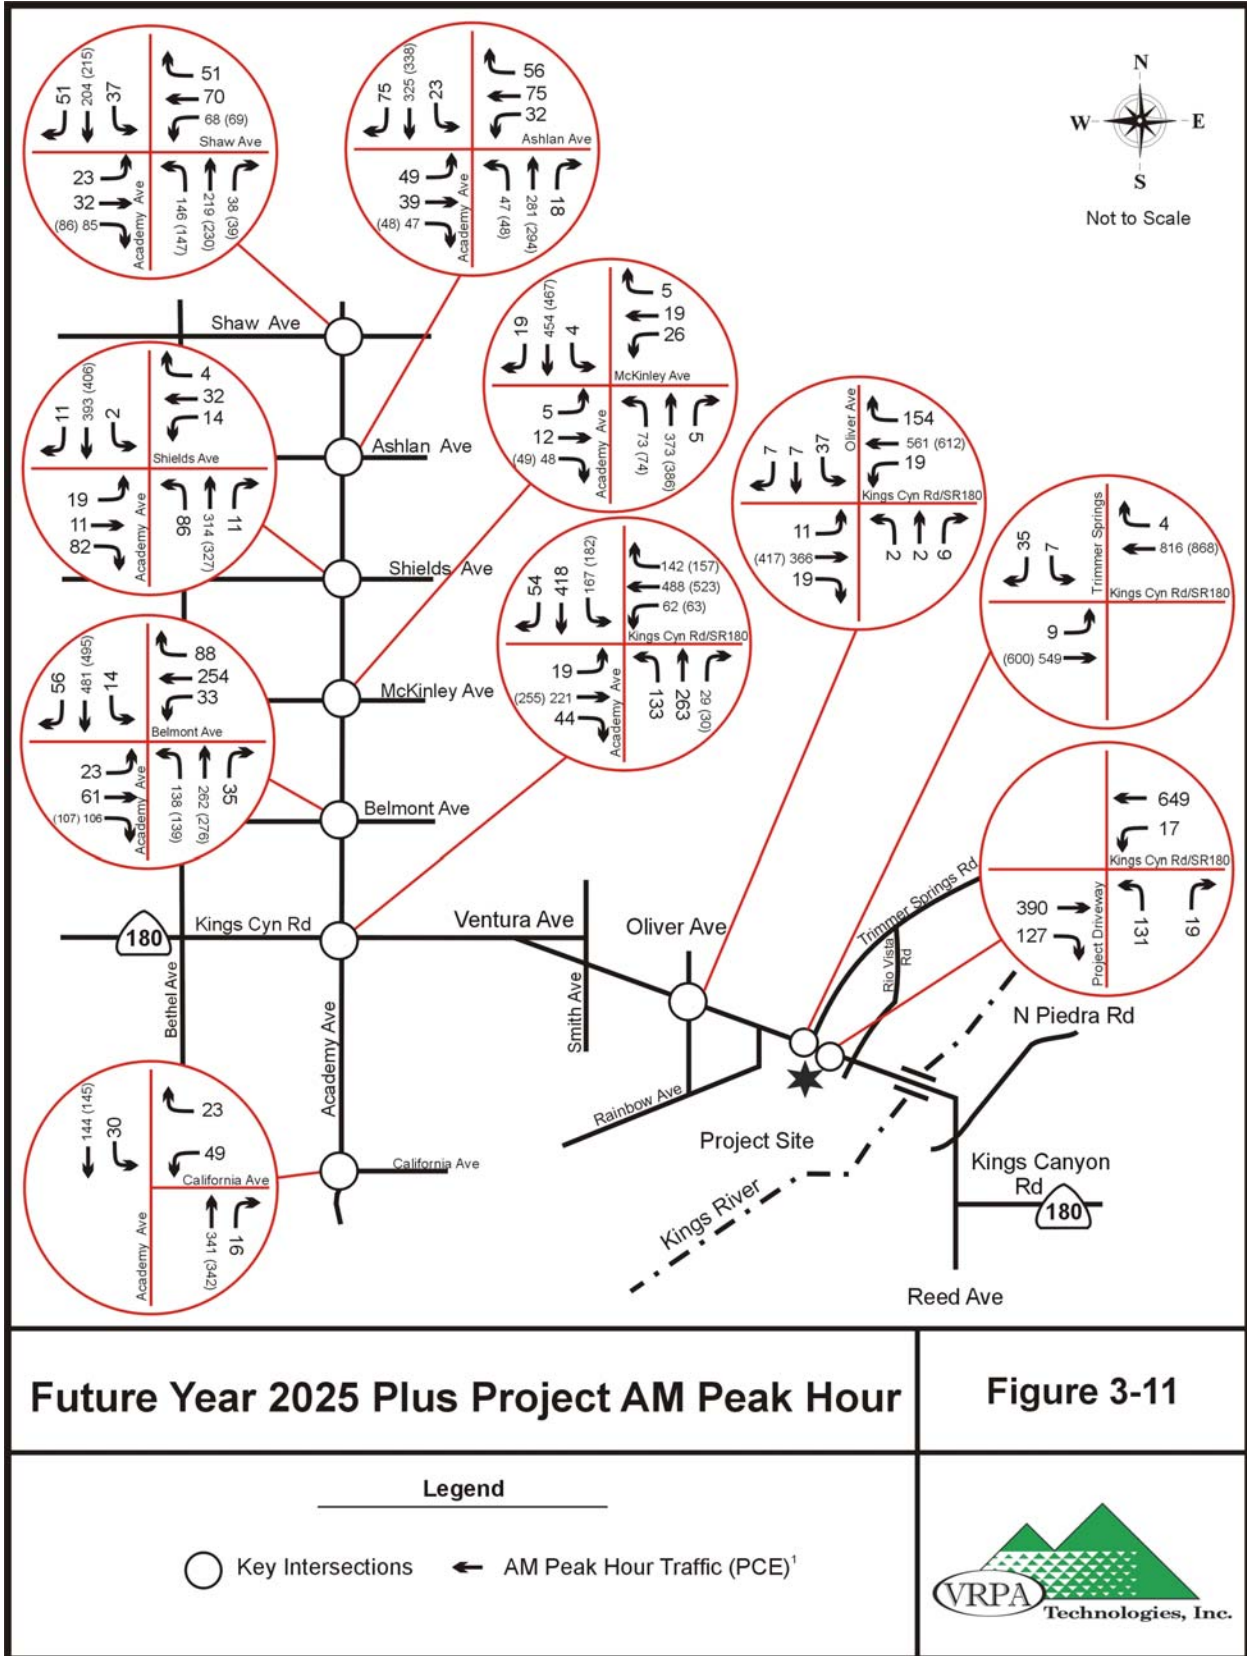 N
W
E
S
Not to Scale
51
204 (215)
37
51
70
68 (69)
Shaw Ave
23
32
(86) 85
Academy Ave
146 (147)
219 (230)
38 (39)
75
325 (338)
23
56
75
32
Ashlan Ave
49
39
(48) 47
Academy Ave
47 (48)
281 (294)
18
19
454 (467)
4
5
19
26
McKinley Ave
5
12
(49) 48
Academy Ave
73 (74)
373 (386)
5
11
393 (406)
2
4
32
14
Shields Ave
19
11
82
Academy Ave
86
314 (327)
11
7
7
37
Oliver Ave
154
561 (612)
19
Kings Cyn Rd/SR180
11
(417) 366
19
2
2
9
35
7
Trimmer Springs
4
816 (868)
Kings Cyn Rd/SR180
9
(600) 549
54
418
167 (182)
142 (157)
488 (523)
62 (63)
Kings Cyn Rd/SR180
19
(255) 221
44
Academy Ave
133
263
29 (30)
56
481 (495)
14
88
254
33
Belmont Ave
23
61
(107) 106
Academy Ave
138 (139)
262 (276)
35
649
17
Kings Cyn Rd/SR180
390
127
Project Driveway
131
19
144 (145)
30
23
49
California Ave
Academy Ave
341 (342)
16
Shaw Ave
Ashlan Ave
Shields Ave
McKinley Ave
Belmont Ave
180
Kings Cyn Rd
Ventura Ave
Oliver Ave
Trimmer Springs Rd
Rio Vista
Rd
Bethel Ave
Academy Ave
Smith Ave
N Piedra Rd
Rainbow Ave
Project Site
California Ave
Kings Canyon
Rd
180
Kings River
Reed Ave
Future Year 2025 Plus Project AM Peak Hour
Figure 3-11
Legend
Key Intersections
AM Peak Hour Traffic (PCE)¹
VRPA
Technologies, Inc.